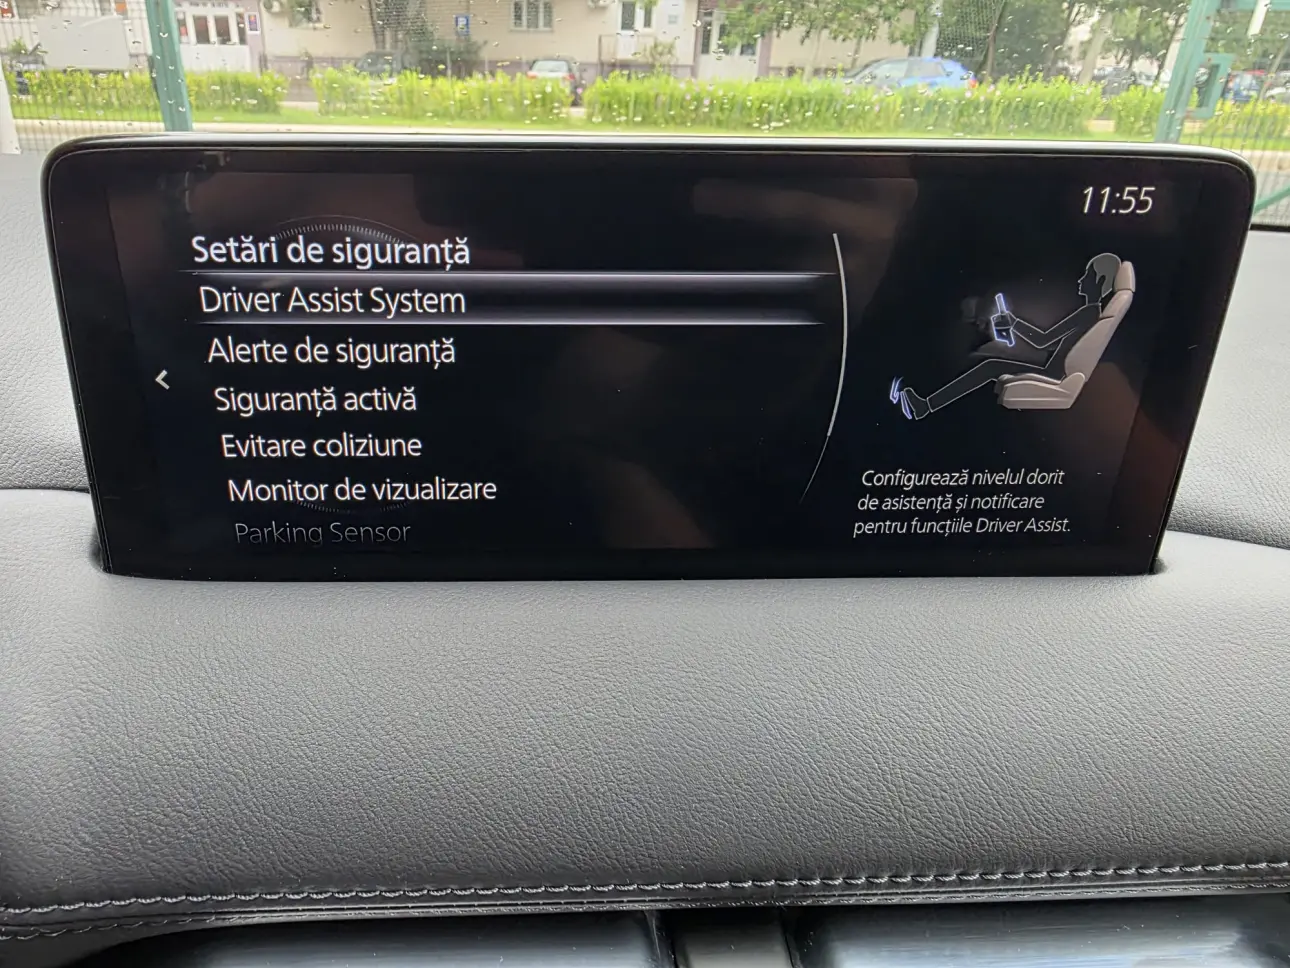 11:55
Setări de siguranță
Driver Assist System
Alerte de siguranță
Siguranță activă
Evitare coliziune
Monitor de vizualizare
Parking Sensor
Configurează nivelul dorit
de asistență și notificare
pentru funcțiile Driver Assist.